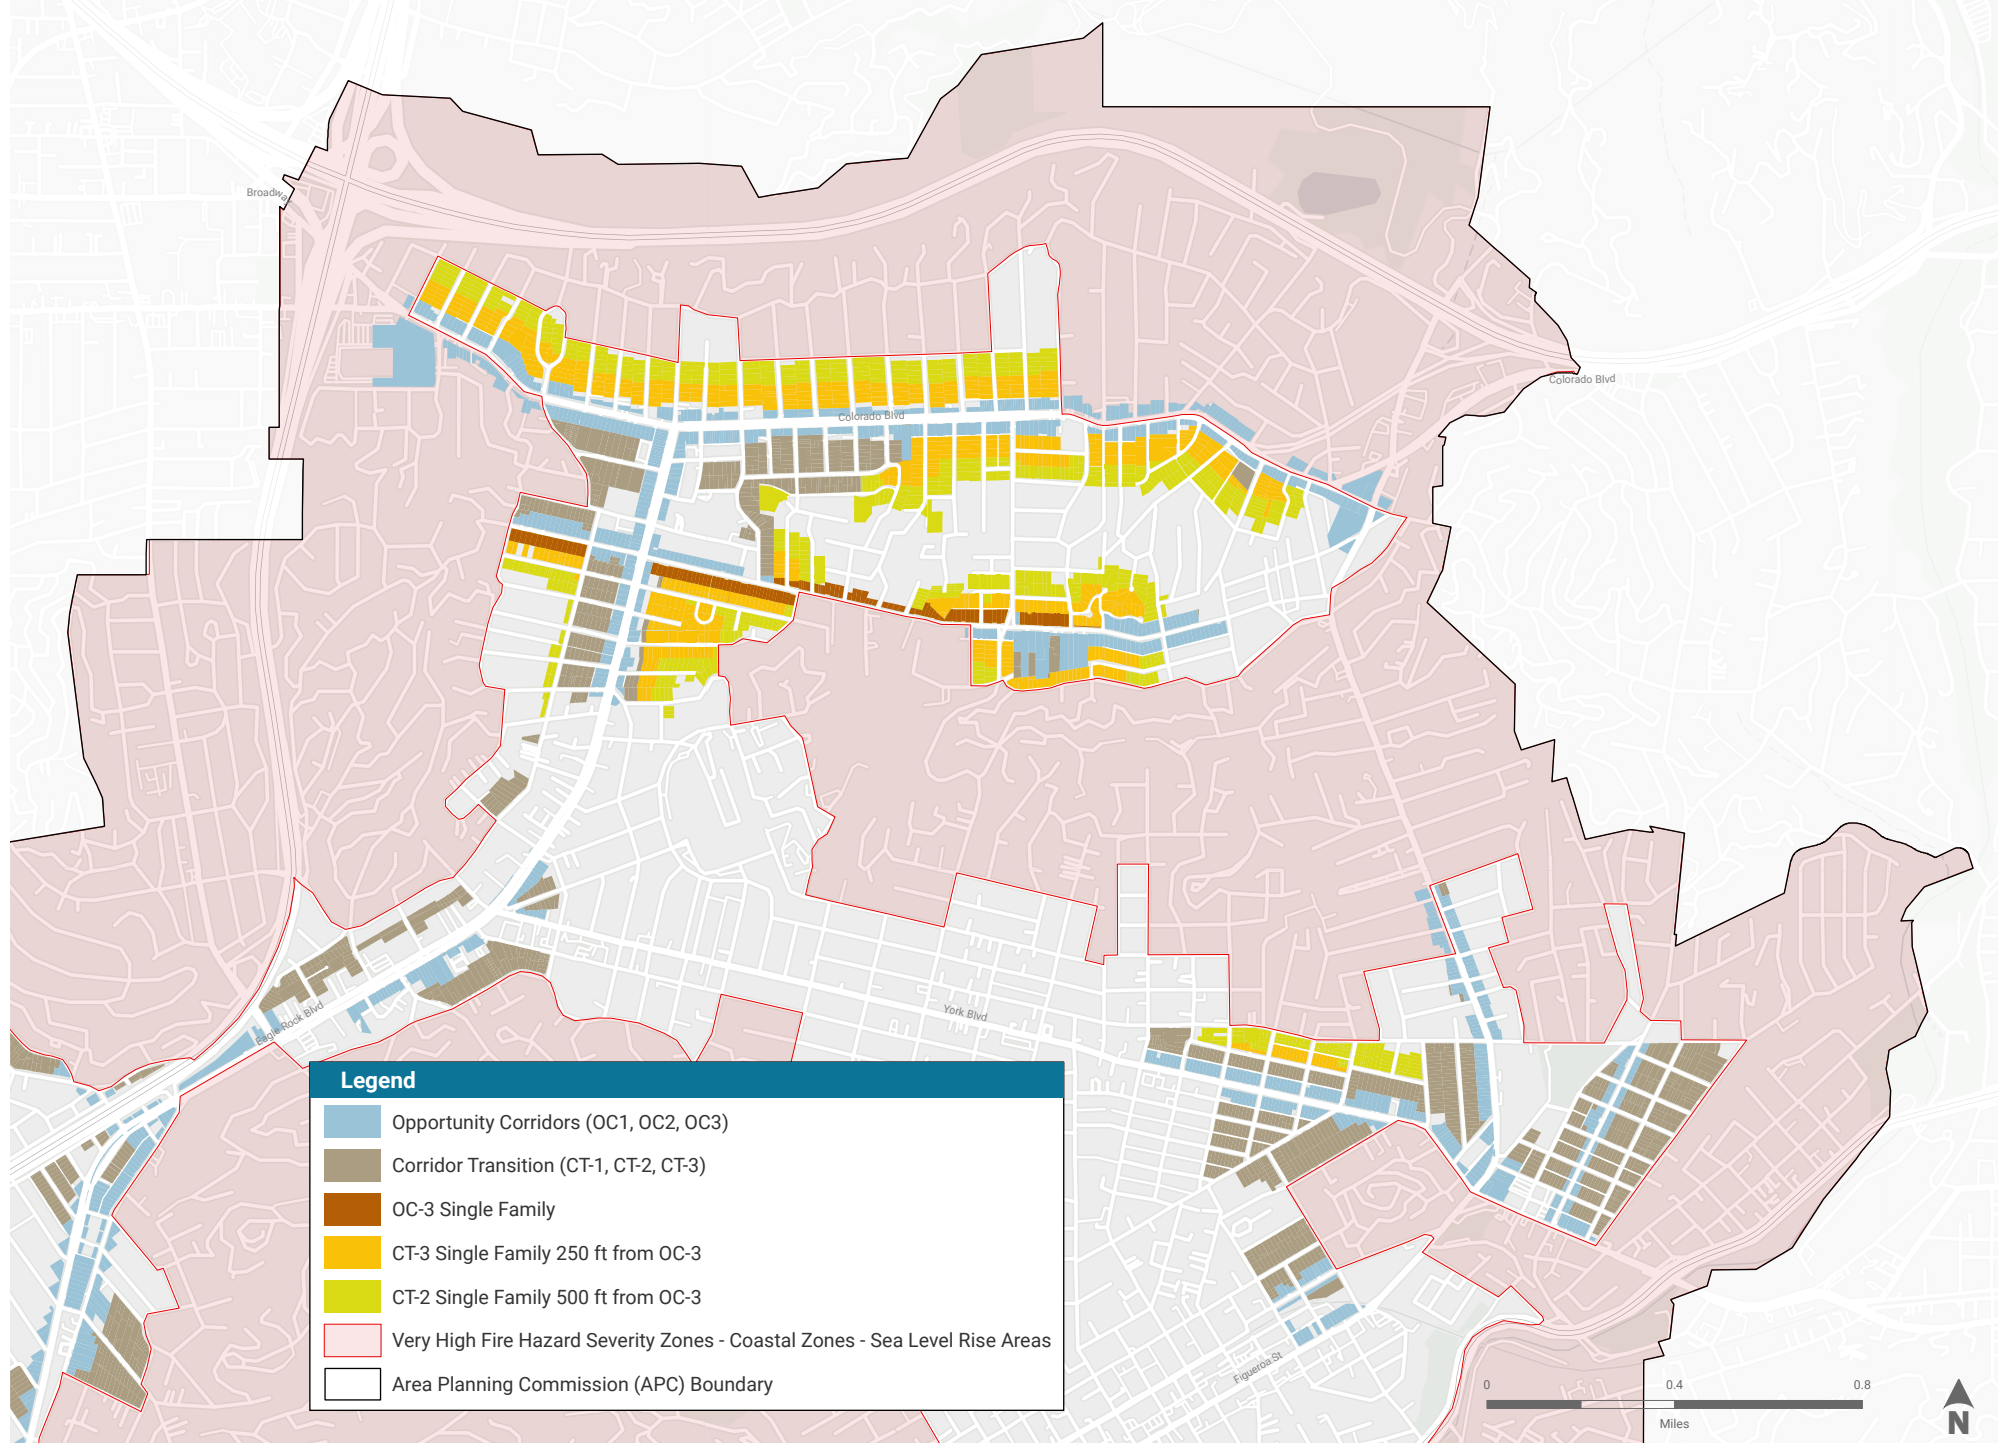 Broadway
Colorado Blvd
Colorado Blvd
York Blvd
Eagle Rock Blvd
Figueroa St
Legend
Opportunity Corridors (OC1, OC2, OC3)
Corridor Transition (CT-1, CT-2, CT-3)
OC-3 Single Family
CT-3 Single Family 250 ft from OC-3
CT-2 Single Family 500 ft from OC-3
Very High Fire Hazard Severity Zones - Coastal Zones - Sea Level Rise Areas
Area Planning Commission (APC) Boundary
0 0.4 0.8
Miles
N